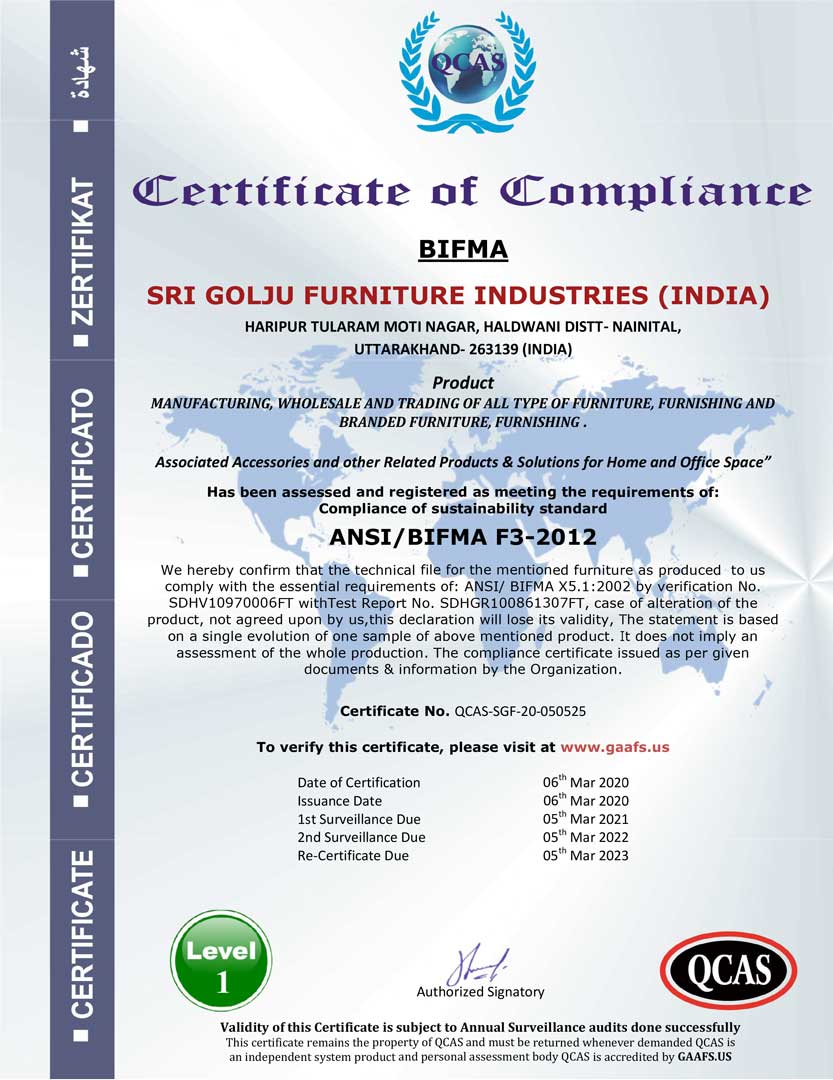 QCAS
Certificate of Compliance
BIFMA
SRI GOLJU FURNITURE INDUSTRIES (INDIA)
HARIPUR TULARAM MOTI NAGAR, HALDWANI DISTT- NAINITAL,
UTTARAKHAND- 263139 (INDIA)
Product
MANUFACTURING, WHOLESALE AND TRADING OF ALL TYPE OF FURNITURE, FURNISHING AND
BRANDED FURNITURE, FURNISHING .
Associated Accessories and other Related Products & Solutions for Home and Office Space”
Has been assessed and registered as meeting the requirements of:
Compliance of sustainability standard
ANSI/BIFMA F3-2012
We hereby confirm that the technical file for the mentioned furniture as produced to us
comply with the essential requirements of: ANSI/ BIFMA X5.1:2002 by verification No.
SDHV10970006FT withTest Report No. SDHGR100861307FT, case of alteration of the
product, not agreed upon by us,this declaration will lose its validity, The statement is based
on a single evolution of one sample of above mentioned product. It does not imply an
assessment of the whole production. The compliance certificate issued as per given
documents & information by the Organization.
Certificate No. QCAS-SGF-20-050525
To verify this certificate, please visit at www.gaafs.us
Date of Certification 06th Mar 2020
Issuance Date 06th Mar 2020
1st Surveillance Due 05th Mar 2021
2nd Surveillance Due 05th Mar 2022
Re-Certificate Due 05th Mar 2023
Level
1
Authorized Signatory
QCAS
Validity of this Certificate is subject to Annual Surveillance audits done successfully
This certificate remains the property of QCAS and must be returned whenever demanded QCAS is
an independent system product and personal assessment body QCAS is accredited by GAAFS.US
■ CERTIFICATE ■ CERTIFICADO ■ CERTIFICATO ■ ZERTIFIKAT ■ شهادة